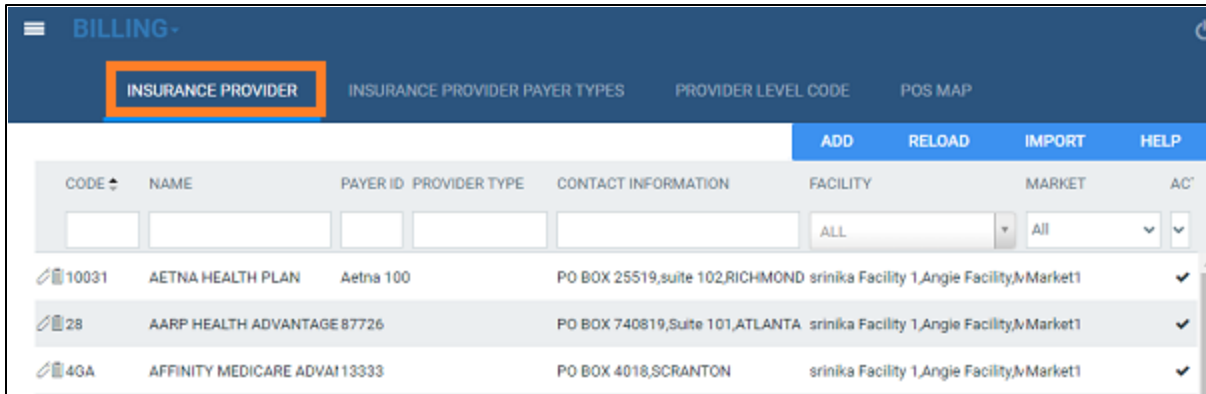 BILLING
INSURANCE PROVIDER INSURANCE PROVIDER PAYER TYPES PROVIDER LEVEL CODE POS MAP
ADD RELOAD IMPORT HELP
CODE NAME PAYER ID PROVIDER TYPE CONTACT INFORMATION FACILITY MARKET AC
ALL All
10031 AETNA HEALTH PLAN Aetna 100 PO BOX 25519,suite 102,RICHMOND srinika Facility 1,Angie Facility,M Market1
28 AARP HEALTH ADVANTAGE 87726 PO BOX 740819,Suite 101,ATLANTA srinika Facility 1,Angie Facility,M Market1
4GA AFFINITY MEDICARE ADVA 13333 PO BOX 4018,SCRANTON srinika Facility 1,Angie Facility,M Market1